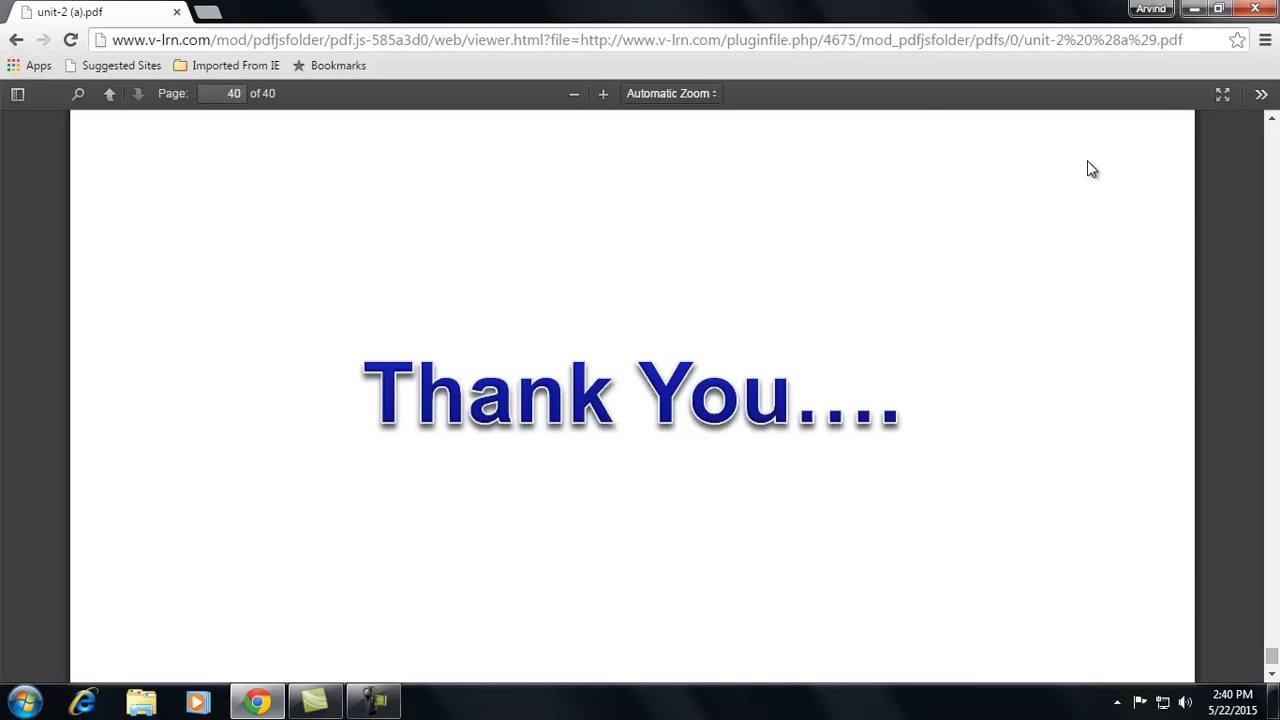 unit-2 (a).pdf
Arvind
www.v-lrn.com/mod/pdfjsfolder/pdf.js-585a3d0/web/viewer.html?file=http://www.v-lrn.com/pluginfile.php/4675/mod_pdfjsfolder/pdfs/0/unit-2%20%28a%29.pdf
Apps Suggested Sites Imported From IE Bookmarks
Page: 40 of 40 Automatic Zoom
Thank You....
2:40 PM
5/22/2015